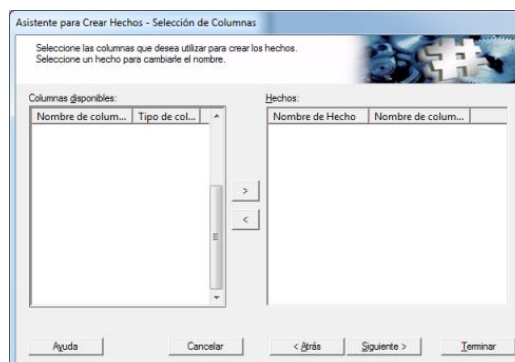 Asistente para Crear Hechos - Selección de Columnas
Seleccione las columnas que desea utilizar para crear los hechos.
Seleccione un hecho para cambiarle el nombre.
Columnas disponibles:
Hechos:
Nombre de colum... Tipo de col...
Nombre de Hecho Nombre de colum...
>
<
Ayuda Cancelar < Atrás Siguiente > Terminar